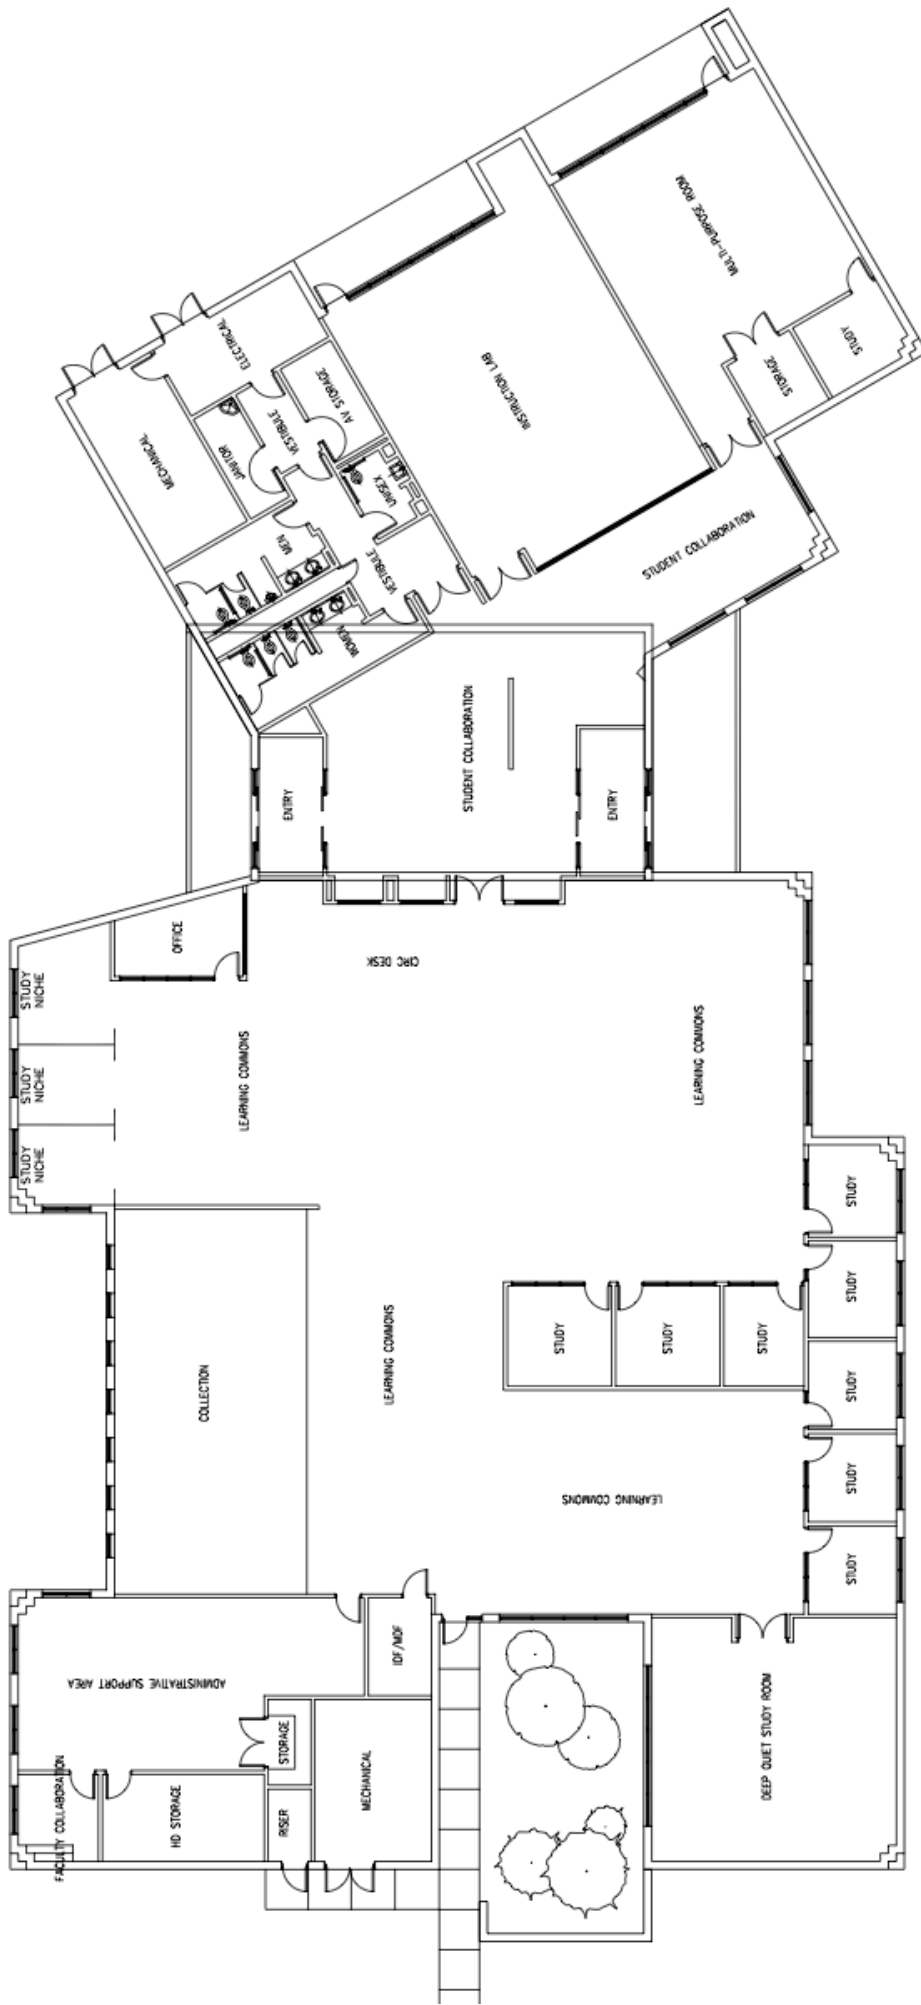 MULTI-PURPOSE ROOM
STUDY
STORAGE
INSTRUCTION LAB
ELECTRICAL
MECHANICAL
AV STORAGE
VESTIBULE
JANITOR
UNISEX
MEN
VESTIBULE
WOMEN
STUDENT COLLABORATION
STUDENT COLLABORATION
ENTRY
ENTRY
OFFICE
CIRC DESK
STUDY
NICHE
STUDY
NICHE
STUDY
NICHE
LEARNING COMMONS
LEARNING COMMONS
STUDY
STUDY
STUDY
STUDY
STUDY
STUDY
STUDY
STUDY
COLLECTION
LEARNING COMMONS
LEARNING COMMONS
ADMINISTRATIVE SUPPORT AREA
IDF/MDF
STORAGE
MECHANICAL
FACULTY COLLABORATION
HD STORAGE
RISER
DEEP QUIET STUDY ROOM